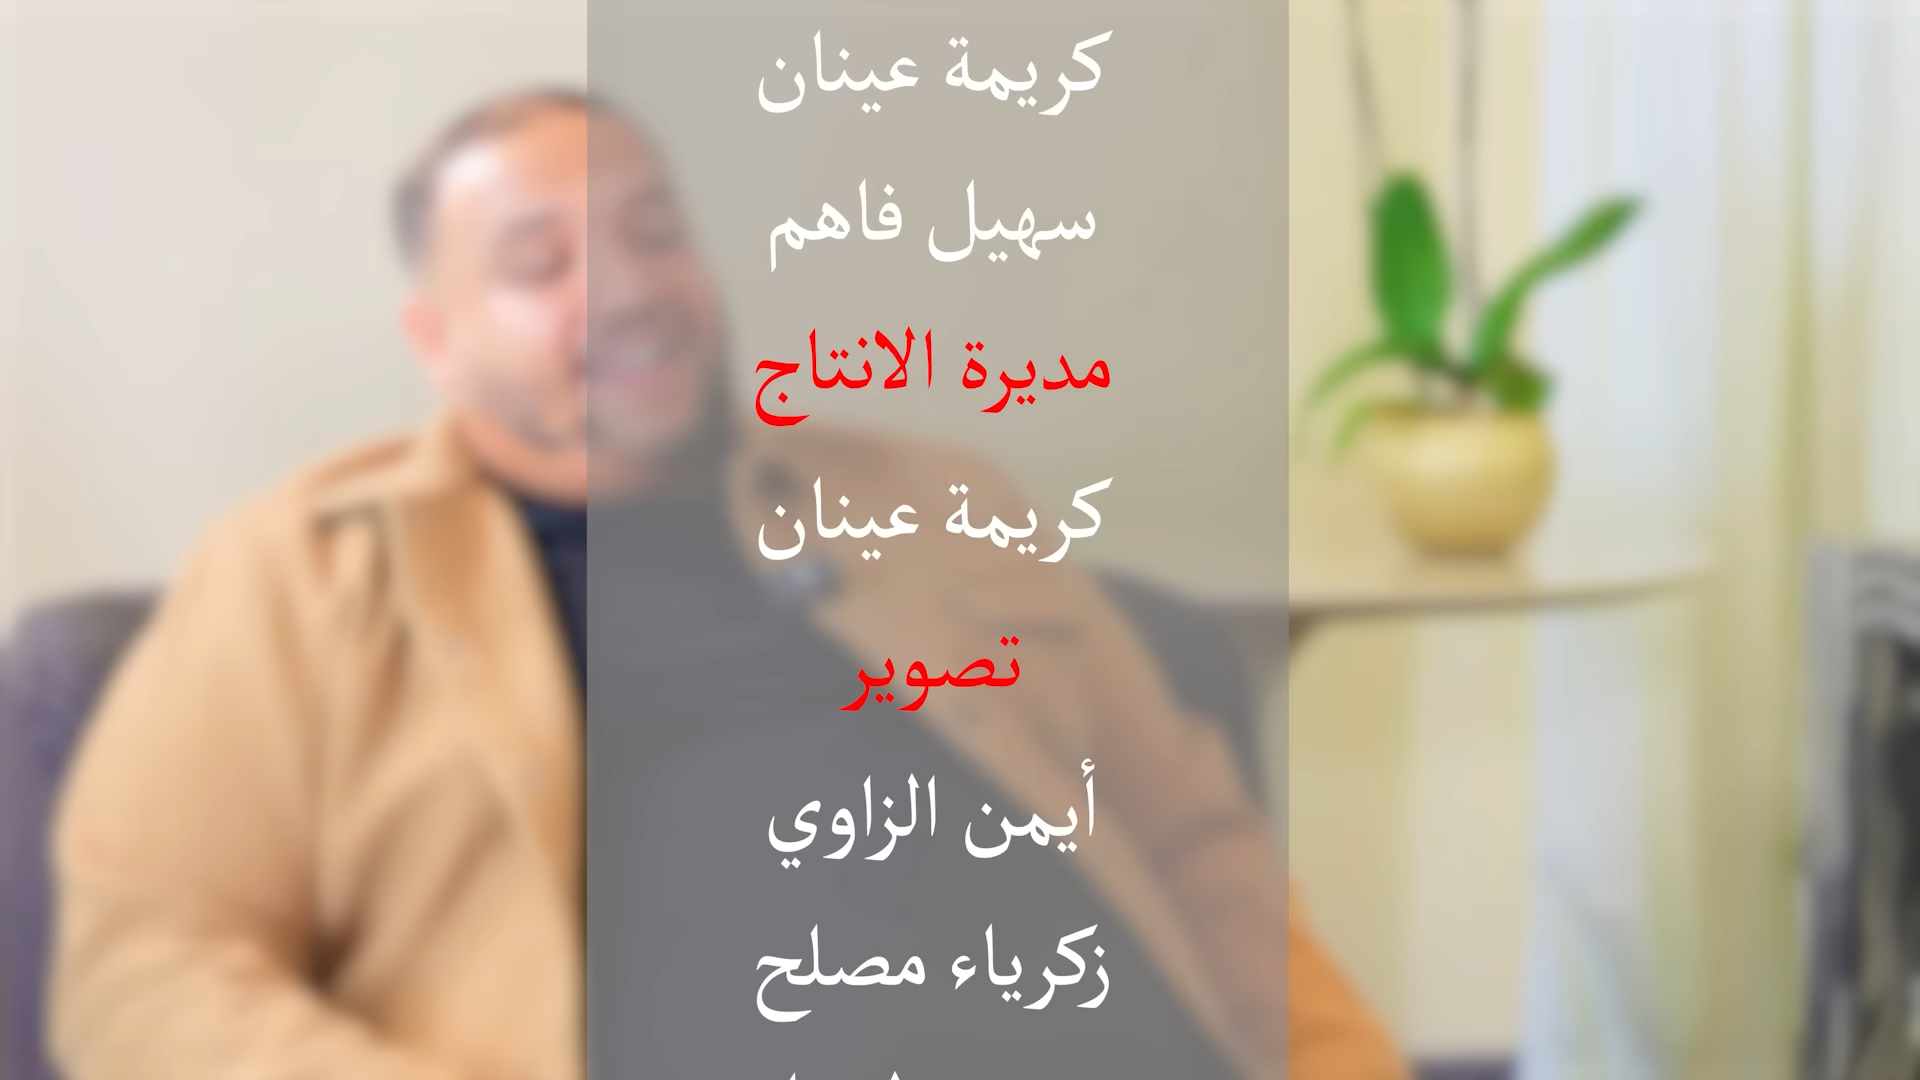 كريمة عينان
سهيل فاهم
مديرة الانتاج
كريمة عينان
تصوير
أيمن الزاوي
زكرياء مصلح